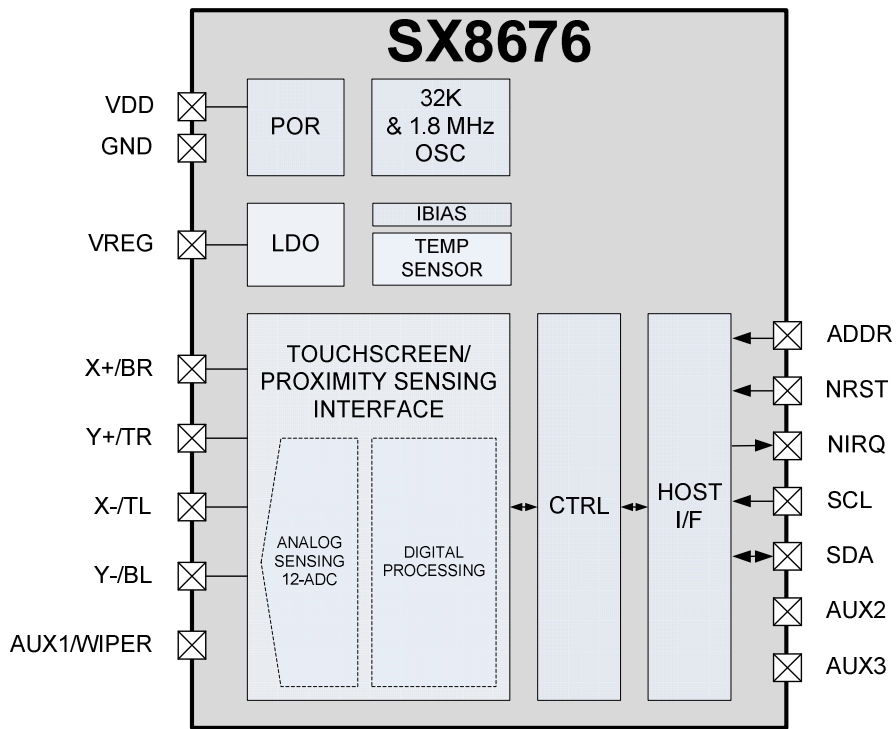 SX8676
VDD
GND
VREG
X+/BR
Y+/TR
X-/TL
Y-/BL
AUX1/WIPER
POR
32K
& 1.8 MHz
OSC
LDO
IBIAS
TEMP
SENSOR
TOUCHSCREEN/
PROXIMITY SENSING
INTERFACE
ANALOG
SENSING
12-ADC
DIGITAL
PROCESSING
CTRL
HOST
I/F
ADDR
NRST
NIRQ
SCL
SDA
AUX2
AUX3